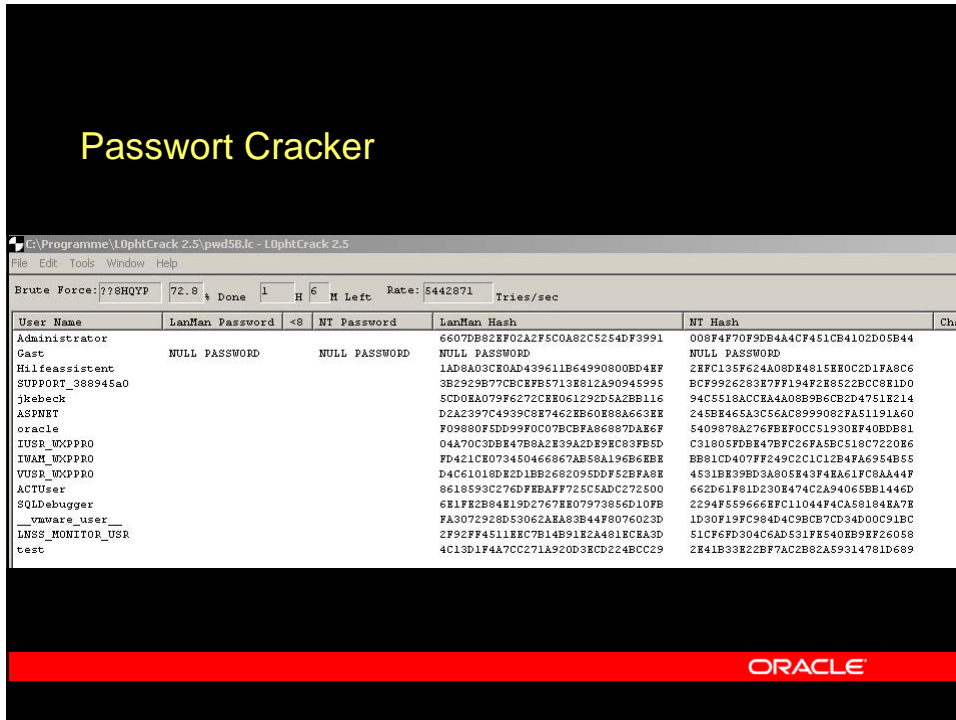 Passwort Cracker
C:\Programme\L0phtCrack 2.5\pwd5B.lc - L0phtCrack 2.5
File Edit Tools Window Help
Brute Force: ??8HQYP 72.8 % Done 1 H 6 M Left Rate: 5442871 Tries/sec
User Name LanMan Password <8 NT Password LanMan Hash NT Hash Cha
Administrator 6607DB82EF02A2F5C0A82C5254DF3991 008F4F70F9DB4A4CF451CB4102D05B44
Gast NULL PASSWORD NULL PASSWORD NULL PASSWORD NULL PASSWORD
Hilfeassistent 1AD8A03CE0AD439611B64990800BD4EF 2EFC135F624A08DE4815EE0C2D1FA8C6
SUPPORT_388945a0 3B2929B77CBCEFB5713E812A90945995 BCF9926283E7FF194F2E8522BCC8E1D0
jkebeck 5CD0EA079F6272CEE061292D5A2BB116 94C5518ACCEA4A08B9B6CB2D4751E214
ASPNET D2A2397C4939C8E7462EB60E88A663EE 245BE465A3C56AC8999082FA51191A60
oracle F09880F5DD99F0C07BCBFA86887DAE6F 5409878A276FBEF0CC51930EF40BDB81
IUSR_WXPPRO 04A70C3DBE47B8A2E39A2DE9EC83FB5D C31805FDBE47BFC26FA5BC518C7220E6
IWAM_WXPPRO FD421CE073450466867AB58A196B6EBE BB81CD407FF249C2C1C12B4FA6954B55
VUSR_WXPPRO D4C61018DE2D1BB2682095DDF52BFA8E 4531BE39BD3A805E43F4EA61FC8AA44F
ACTUser 8618593C276DFEBAFF725C5ADC272500 662D61F81D230E474C2A94065BB1446D
SQLDebugger 6E1FE2B84E19D2767EE07973856D10FB 2294F559666EFC11044F4CA58184EA7E
__vmware_user__ FA3072928D53062AEA83B44F8076023D 1D30F19FC984D4C9BCB7CD34D00C91BC
LNSS_MONITOR_USR 2F92FF4511EEC7B14B91E2A481ECEA3D 51CF6FD304C6AD531FE540EB9EF26058
test 4C13D1F4A7CC271A920D3ECD224BCC29 2E41B33E22BF7AC2B82A59314781D689
ORACLE